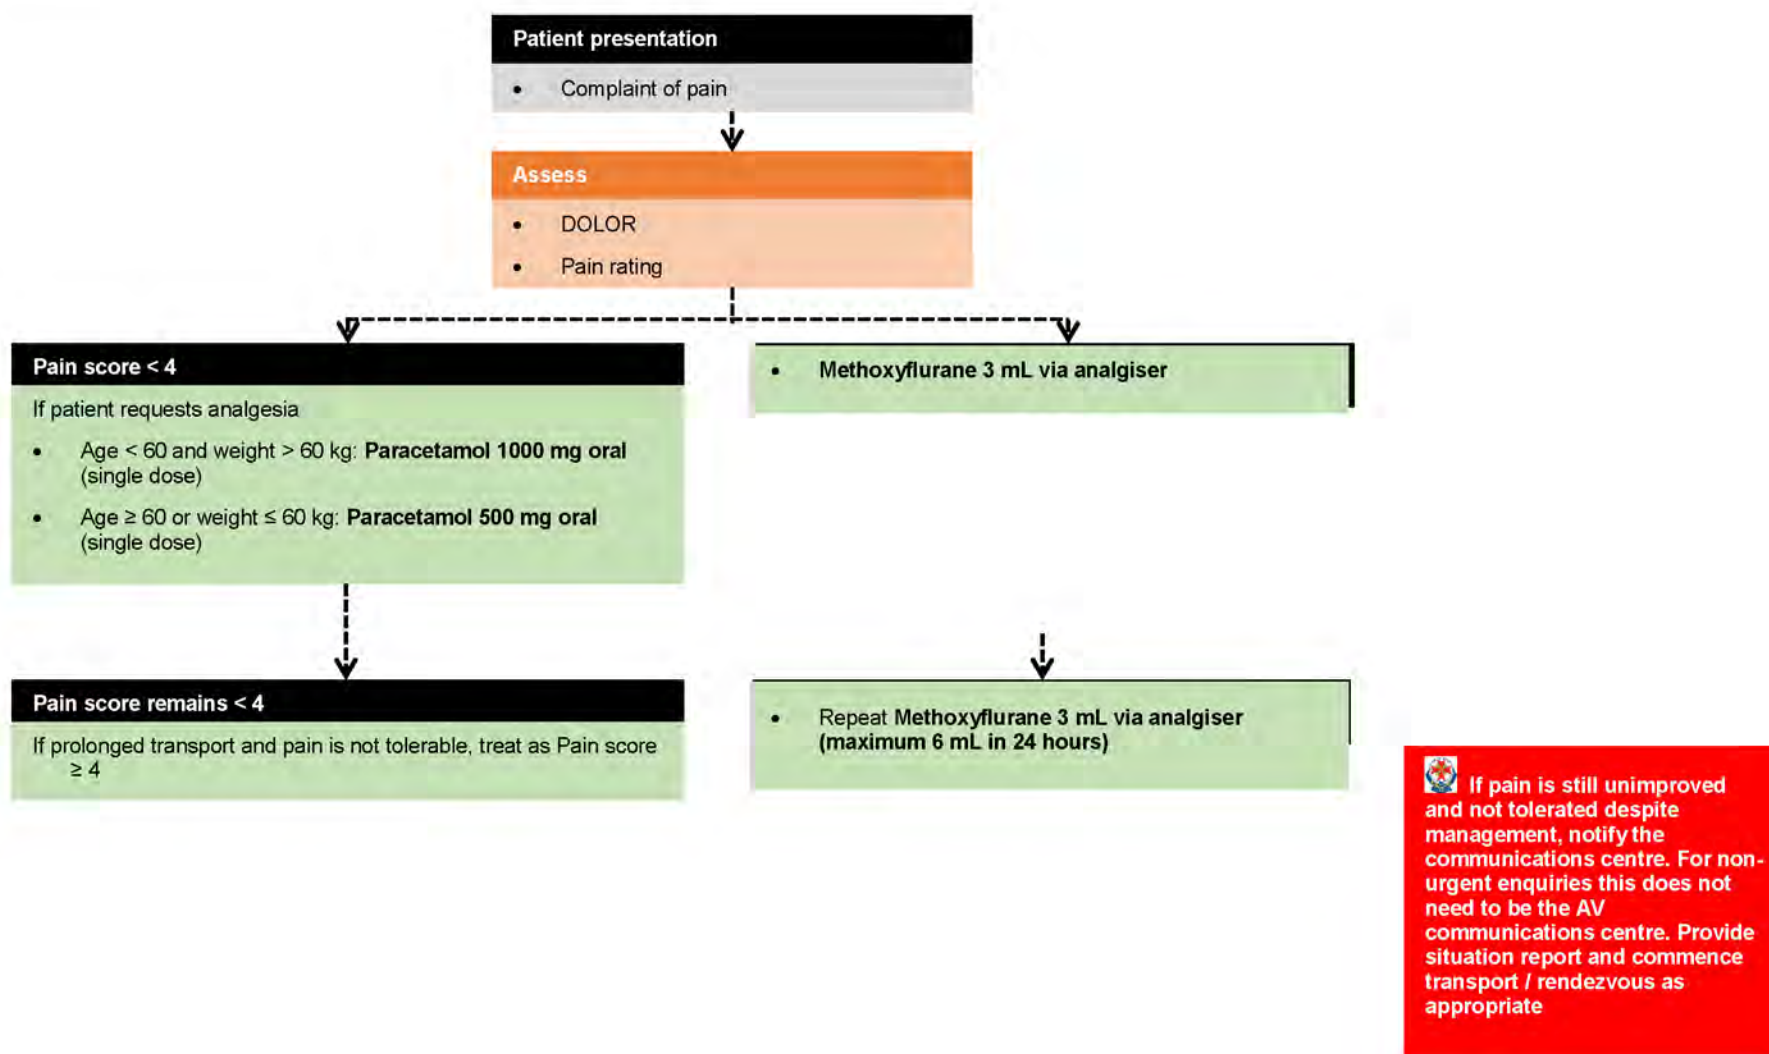 Patient presentation
• Complaint of pain
Assess
• DOLOR
• Pain rating
Pain score < 4
If patient requests analgesia
• Age < 60 and weight > 60 kg: Paracetamol 1000 mg oral
(single dose)
• Age ≥ 60 or weight ≤ 60 kg: Paracetamol 500 mg oral
(single dose)
• Methoxyflurane 3 mL via analgiser
Pain score remains < 4
If prolonged transport and pain is not tolerable, treat as Pain score
≥ 4
• Repeat Methoxyflurane 3 mL via analgiser
(maximum 6 mL in 24 hours)
If pain is still unimproved
and not tolerated despite
management, notify the
communications centre. For non-
urgent enquiries this does not
need to be the AV
communications centre. Provide
situation report and commence
transport / rendezvous as
appropriate